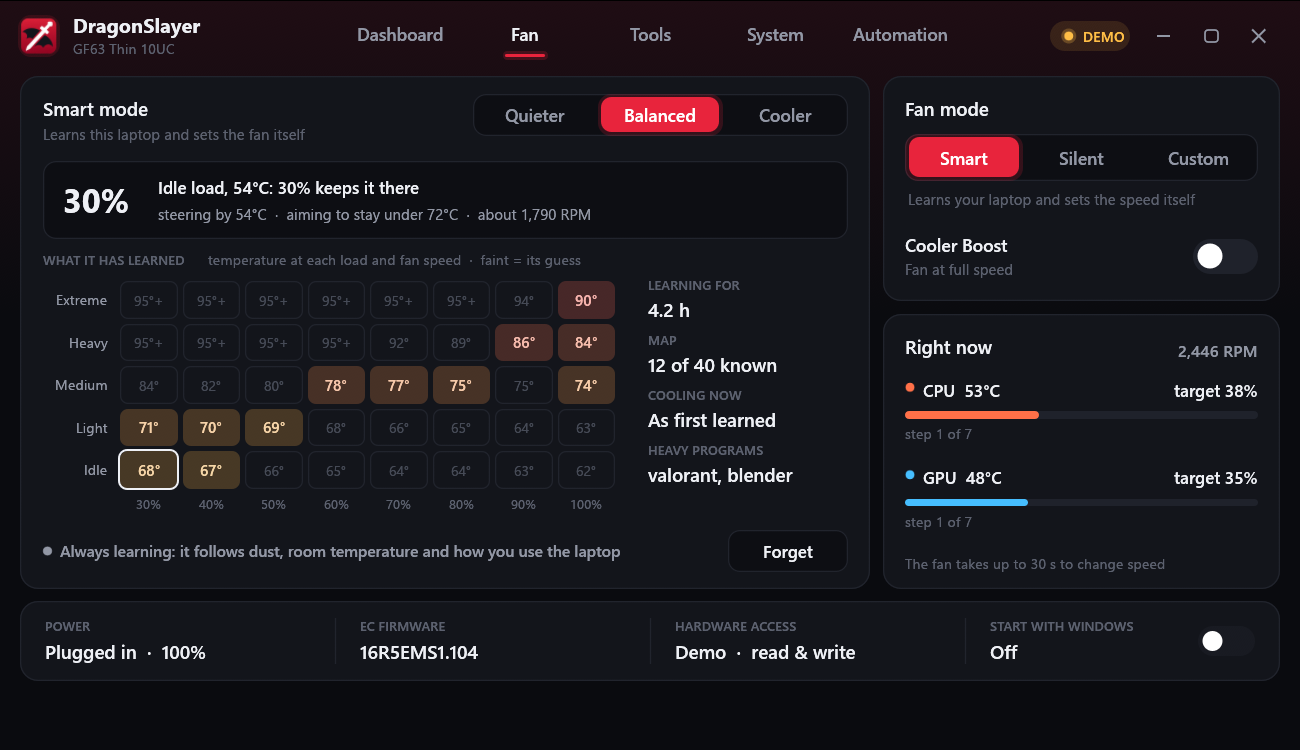 DragonSlayer
GF63 Thin 10UC
Dashboard Fan Tools System Automation
DEMO
Smart mode
Learns this laptop and sets the fan itself
Quieter Balanced Cooler
30%
Idle load, 54°C: 30% keeps it there
steering by 54°C · aiming to stay under 72°C · about 1,790 RPM
WHAT IT HAS LEARNED temperature at each load and fan speed · faint = its guess
Extreme 95°+ 95°+ 95°+ 95°+ 95°+ 95°+ 94° 90°
Heavy 95°+ 95°+ 95°+ 95°+ 92° 89° 86° 84°
Medium 84° 82° 80° 78° 77° 75° 75° 74°
Light 71° 70° 69° 68° 66° 65° 64° 63°
Idle 68° 67° 66° 65° 64° 64° 63° 62°
30% 40% 50% 60% 70% 80% 90% 100%
LEARNING FOR
4.2 h
MAP
12 of 40 known
COOLING NOW
As first learned
HEAVY PROGRAMS
valorant, blender
Always learning: it follows dust, room temperature and how you use the laptop
Forget
Fan mode
Smart Silent Custom
Learns your laptop and sets the speed itself
Cooler Boost
Fan at full speed
Right now 2,446 RPM
CPU 53°C target 38%
step 1 of 7
GPU 48°C target 35%
step 1 of 7
The fan takes up to 30 s to change speed
POWER
Plugged in · 100%
EC FIRMWARE
16R5EMS1.104
HARDWARE ACCESS
Demo · read & write
START WITH WINDOWS
Off